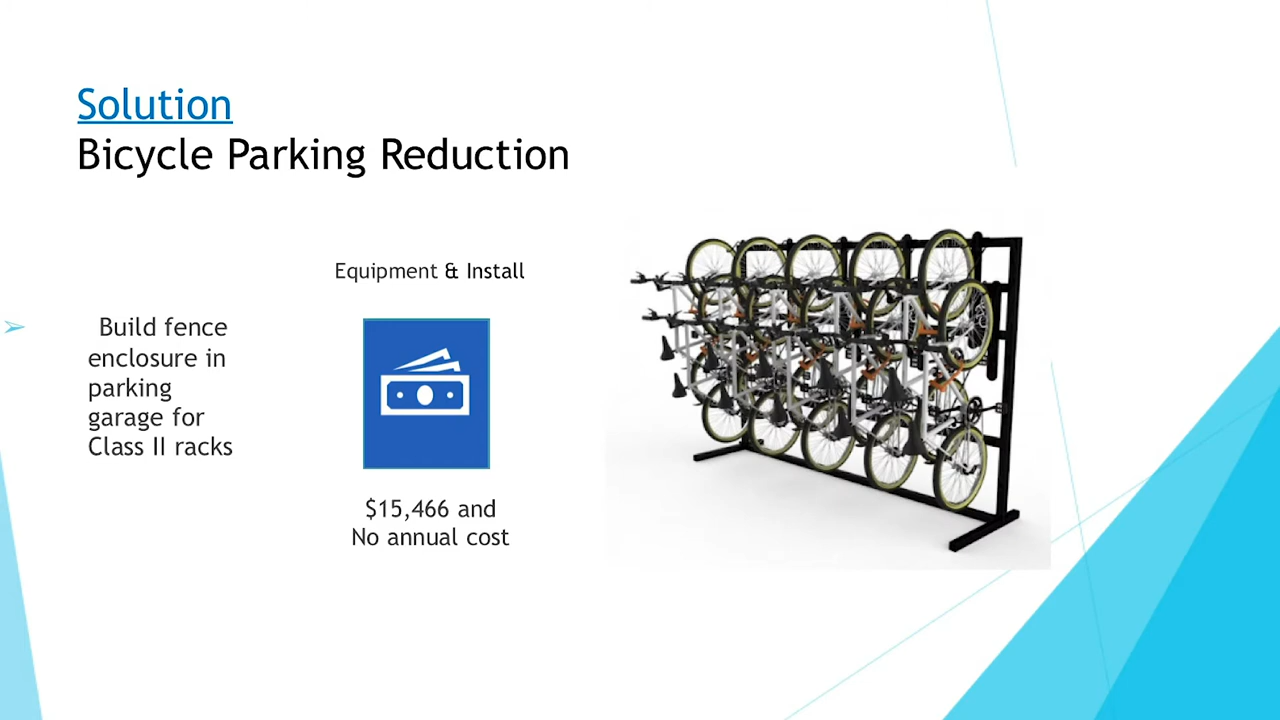 Solution
Bicycle Parking Reduction
Equipment & Install
Build fence
enclosure in
parking
garage for
Class II racks
$15,466 and
No annual cost